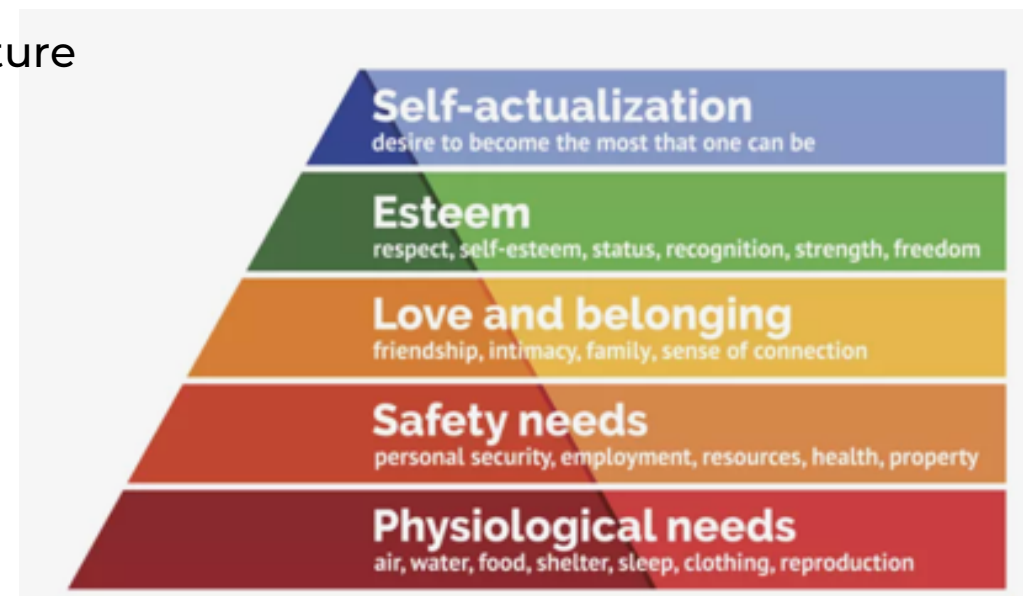 ture
Self-actualization
desire to become the most that one can be
Esteem
respect, self-esteem, status, recognition, strength, freedom
Love and belonging
friendship, intimacy, family, sense of connection
Safety needs
personal security, employment, resources, health, property
Physiological needs
air, water, food, shelter, sleep, clothing, reproduction